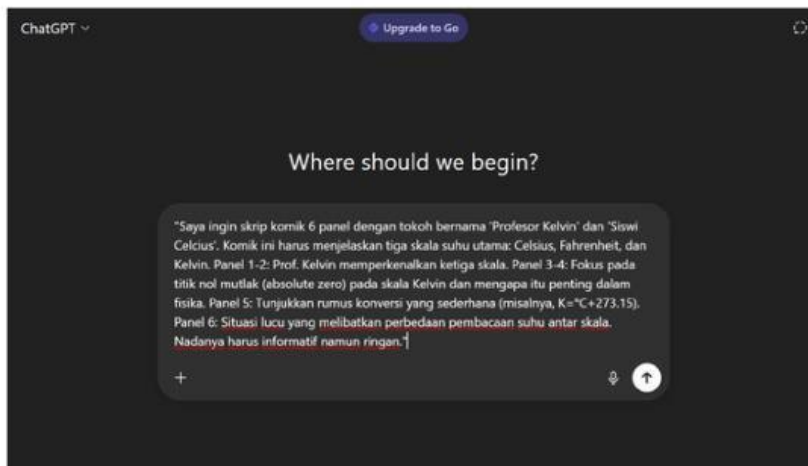 ChatGPT
Upgrade to Go
Where should we begin?
"Saya ingin skrip komik 6 panel dengan tokoh bernama 'Profesor Kelvin' dan 'Siswi
Celcius'. Komik ini harus menjelaskan tiga skala suhu utama: Celsius, Fahrenheit, dan
Kelvin. Panel 1-2: Prof. Kelvin memperkenalkan ketiga skala. Panel 3-4: Fokus pada
titik nol mutlak (absolute zero) pada skala Kelvin dan mengapa itu penting dalam
fisika. Panel 5: Tunjukkan rumus konversi yang sederhana (misalnya, K=°C+273.15).
Panel 6: Situasi lucu yang melibatkan perbedaan pembacaan suhu antar skala.
Nadanya harus informatif namun ringan."